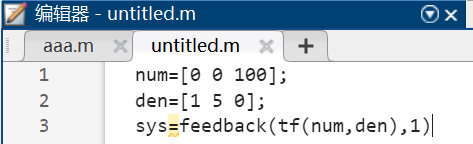 编辑器 - untitled.m
aaa.m untitled.m
1 num=[0 0 100];
2 den=[1 5 0];
3 sys=feedback(tf(num,den),1)